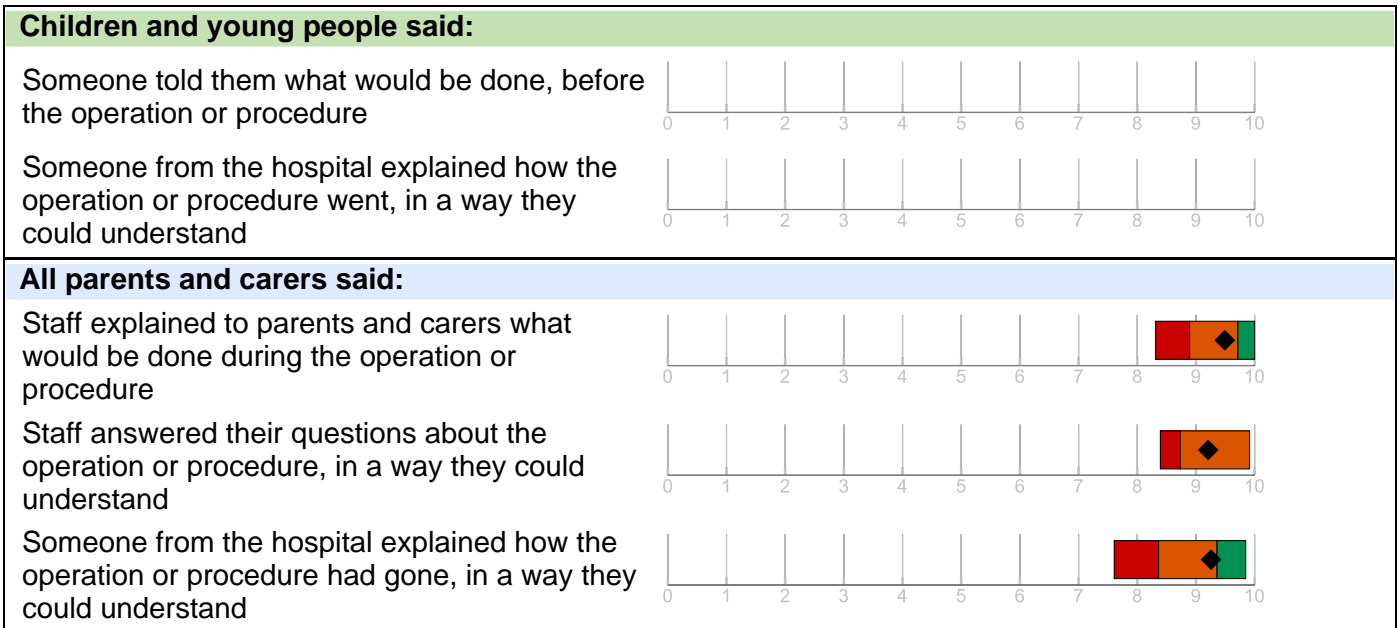 Children and young people said:
Someone told them what would be done, before
the operation or procedure
0 1 2 3 4 5 6 7 8 9 10
Someone from the hospital explained how the
operation or procedure went, in a way they
could understand
0 1 2 3 4 5 6 7 8 9 10
All parents and carers said:
Staff explained to parents and carers what
would be done during the operation or
procedure
0 1 2 3 4 5 6 7 8 9 10
Staff answered their questions about the
operation or procedure, in a way they could
understand
0 1 2 3 4 5 6 7 8 9 10
Someone from the hospital explained how the
operation or procedure had gone, in a way they
could understand
0 1 2 3 4 5 6 7 8 9 10